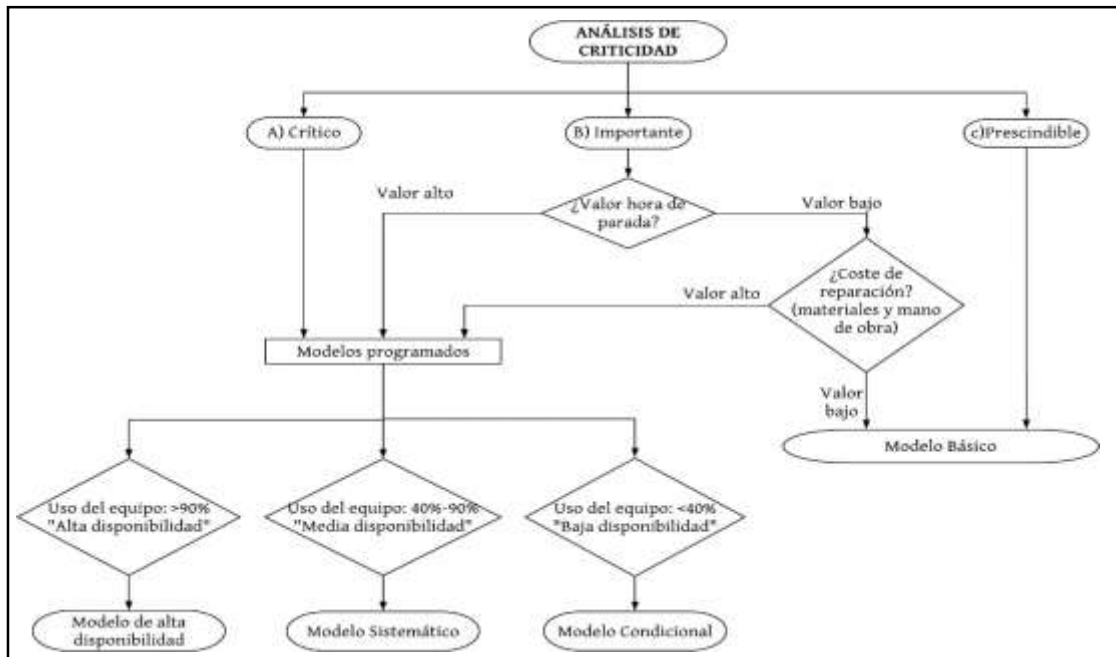 ANÁLISIS DE
CRITICIDAD
A) Crítico
B) Importante
c)Prescindible
Valor alto
¿Valor hora de
parada?
Valor bajo
Valor alto
¿Coste de
reparación?
(materiales y mano
de obra)
Modelos programados
Valor
bajo
Modelo Básico
Uso del equipo: >90%
"Alta disponibilidad"
Uso del equipo: 40%-90%
"Media disponibilidad"
Uso del equipo: <40%
"Baja disponibilidad"
Modelo de alta
disponibilidad
Modelo Sistemático
Modelo Condicional